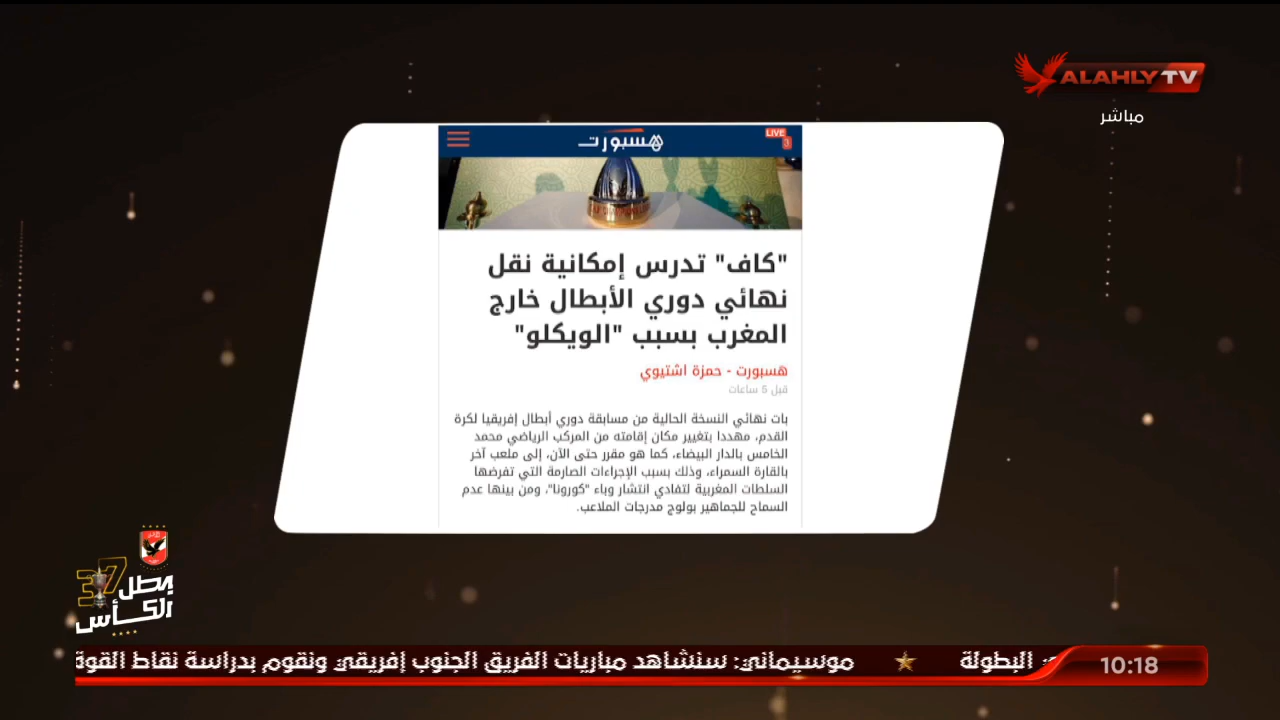 ALAHLY TV
مباشر
LIVE
3
هسبورت
"كاف" تدرس إمكانية نقل
نهائي دوري الأبطال خارج
المغرب بسبب "الويكلو"
هسبورت - حمزة اشتيوي
قبل 5 ساعات
بات نهائي النسخة الحالية من مسابقة دوري أبطال إفريقيا لكرة
القدم، مهددا بتغيير مكان إقامته من المركب الرياضي محمد
الخامس بالدار البيضاء، كما هو مقرر حتى الآن، إلى ملعب آخر
بالقارة السمراء، وذلك بسبب الإجراءات الصارمة التي تفرضها
السلطات المغربية لتفادي انتشار وباء "كورونا"، ومن بينها عدم
السماح للجماهير بولوج مدرجات الملاعب.
37
بطل
الكأس
البطولة ★ موسيماني: سنشاهد مباريات الفريق الجنوب إفريقي ونقوم بدراسة نقاط القوة
10:18